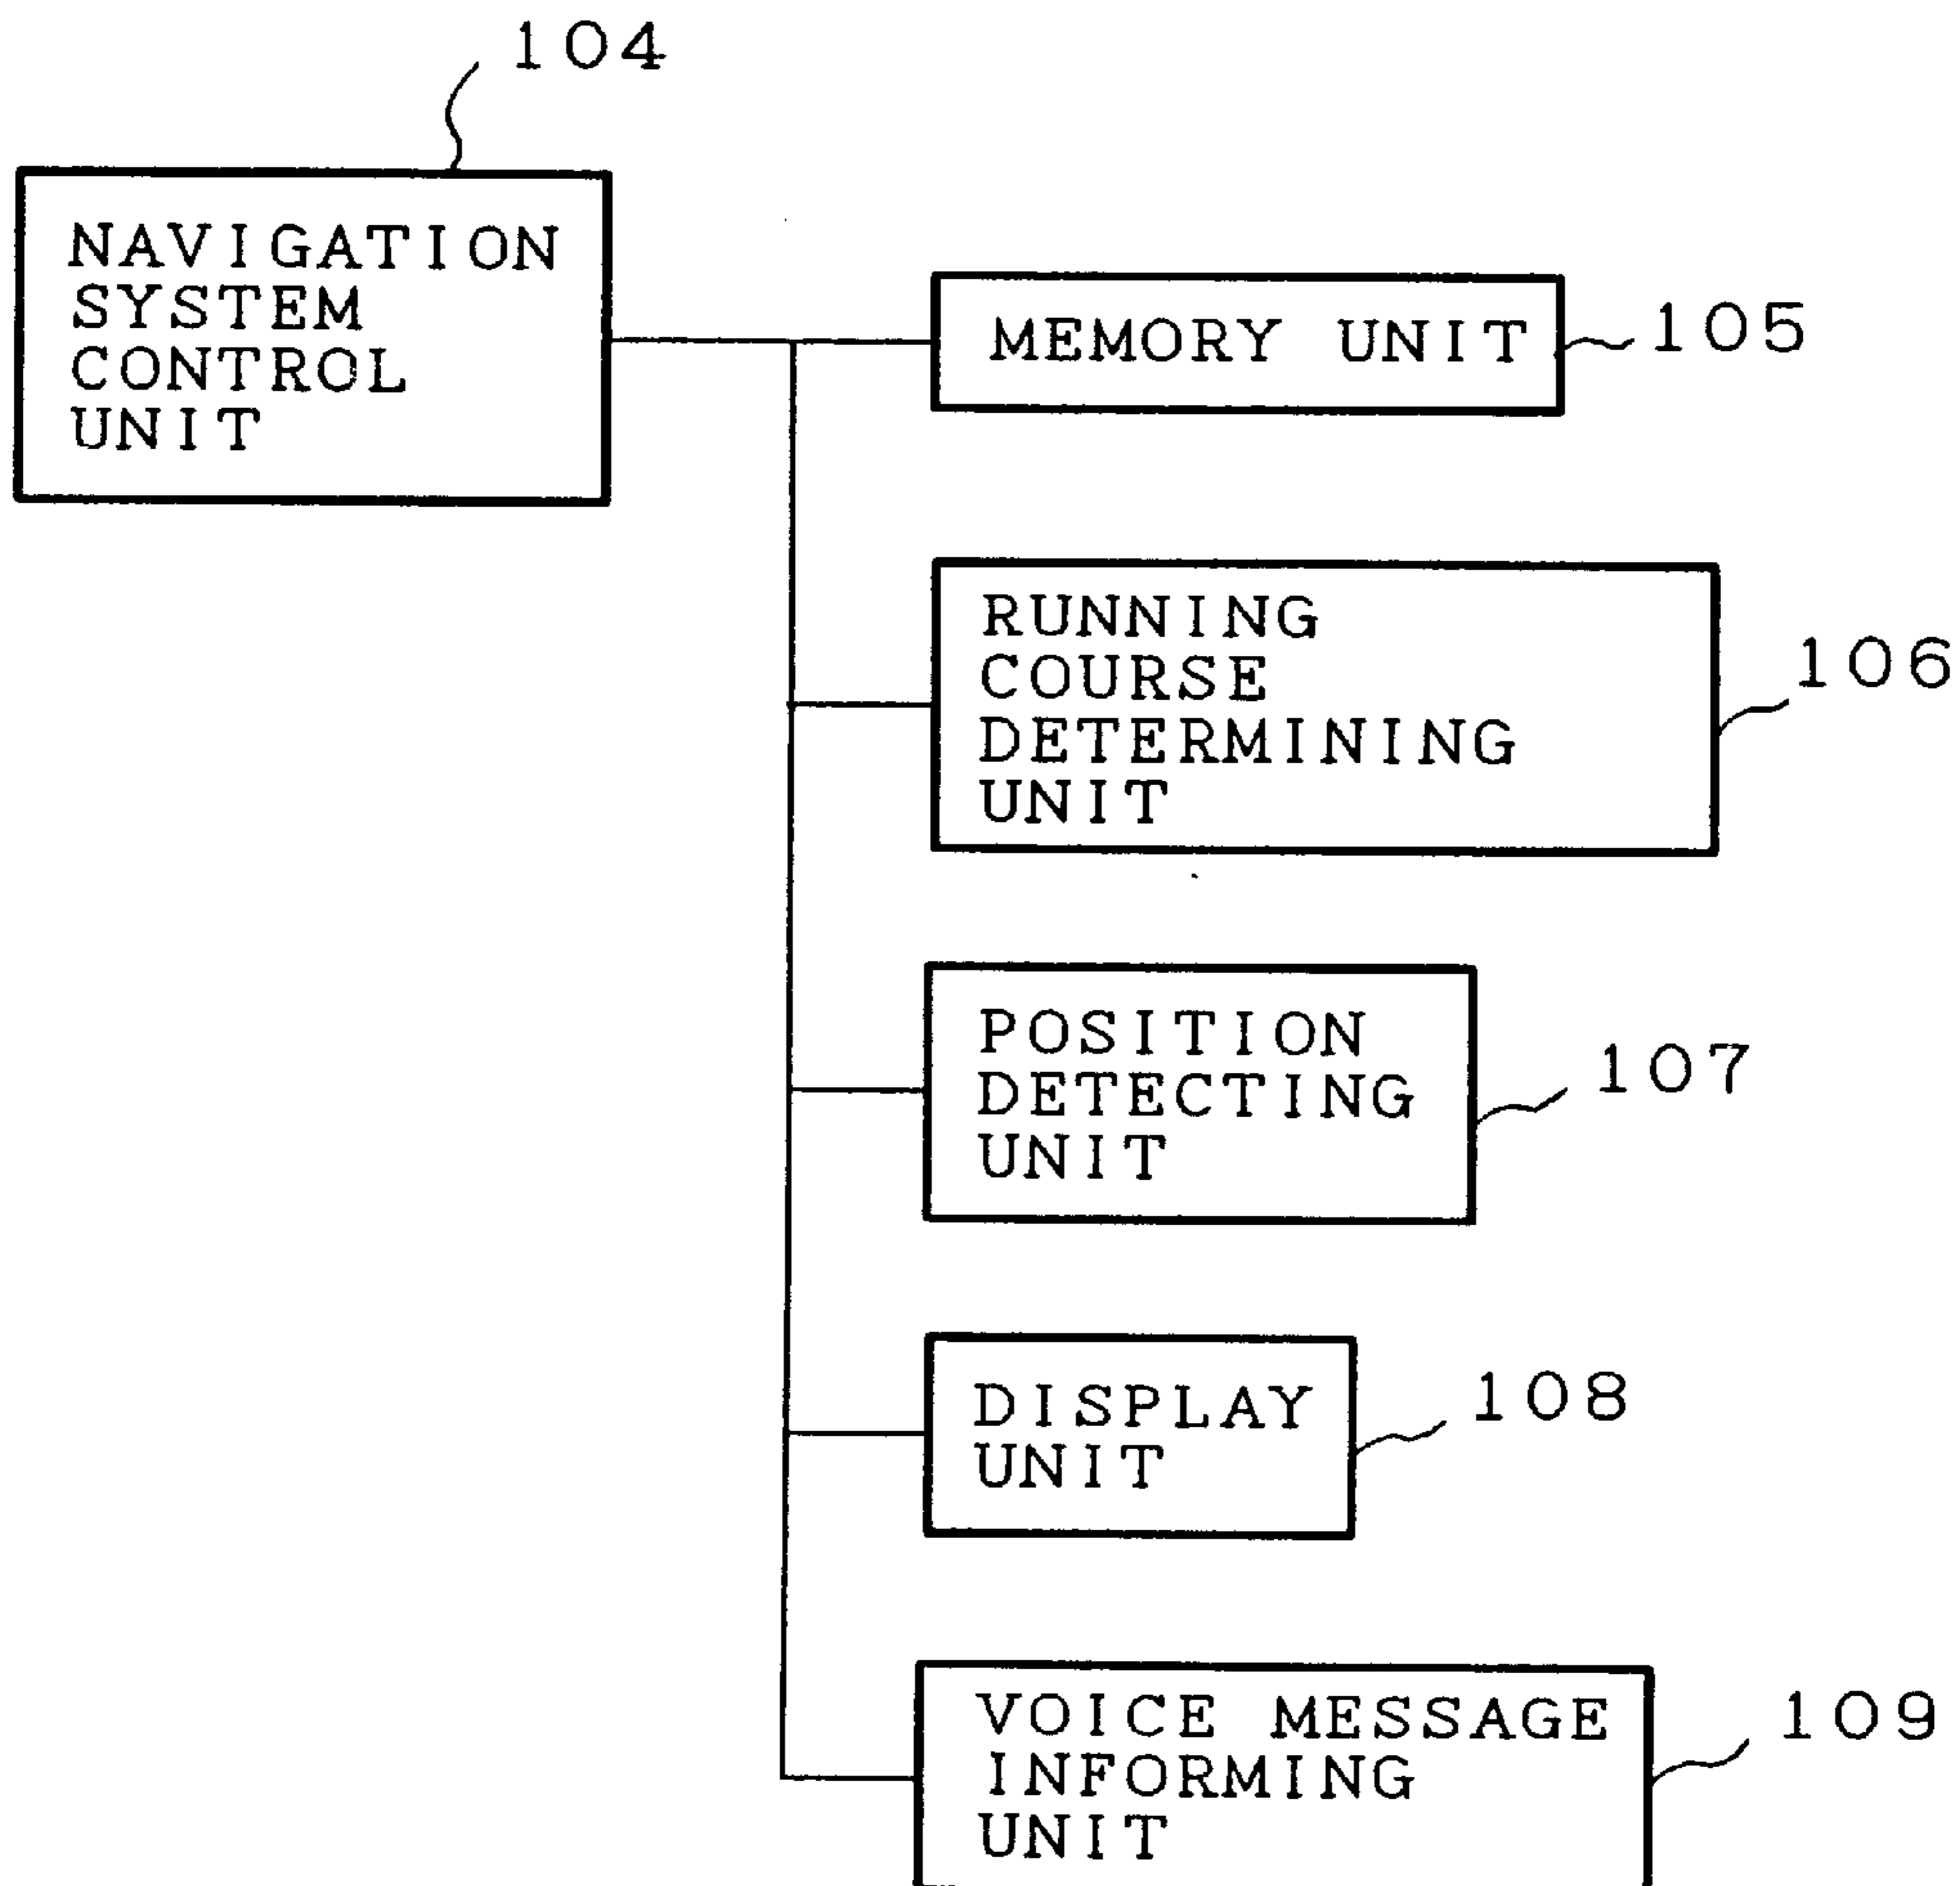 104
NAVIGATION
SYSTEM
CONTROL
UNIT
MEMORY UNIT
105
RUNNING
COURSE
DETERMINING
UNIT
106
POSITION
DETECTING
UNIT
107
DISPLAY
UNIT
108
VOICE MESSAGE
INFORMING
UNIT
109